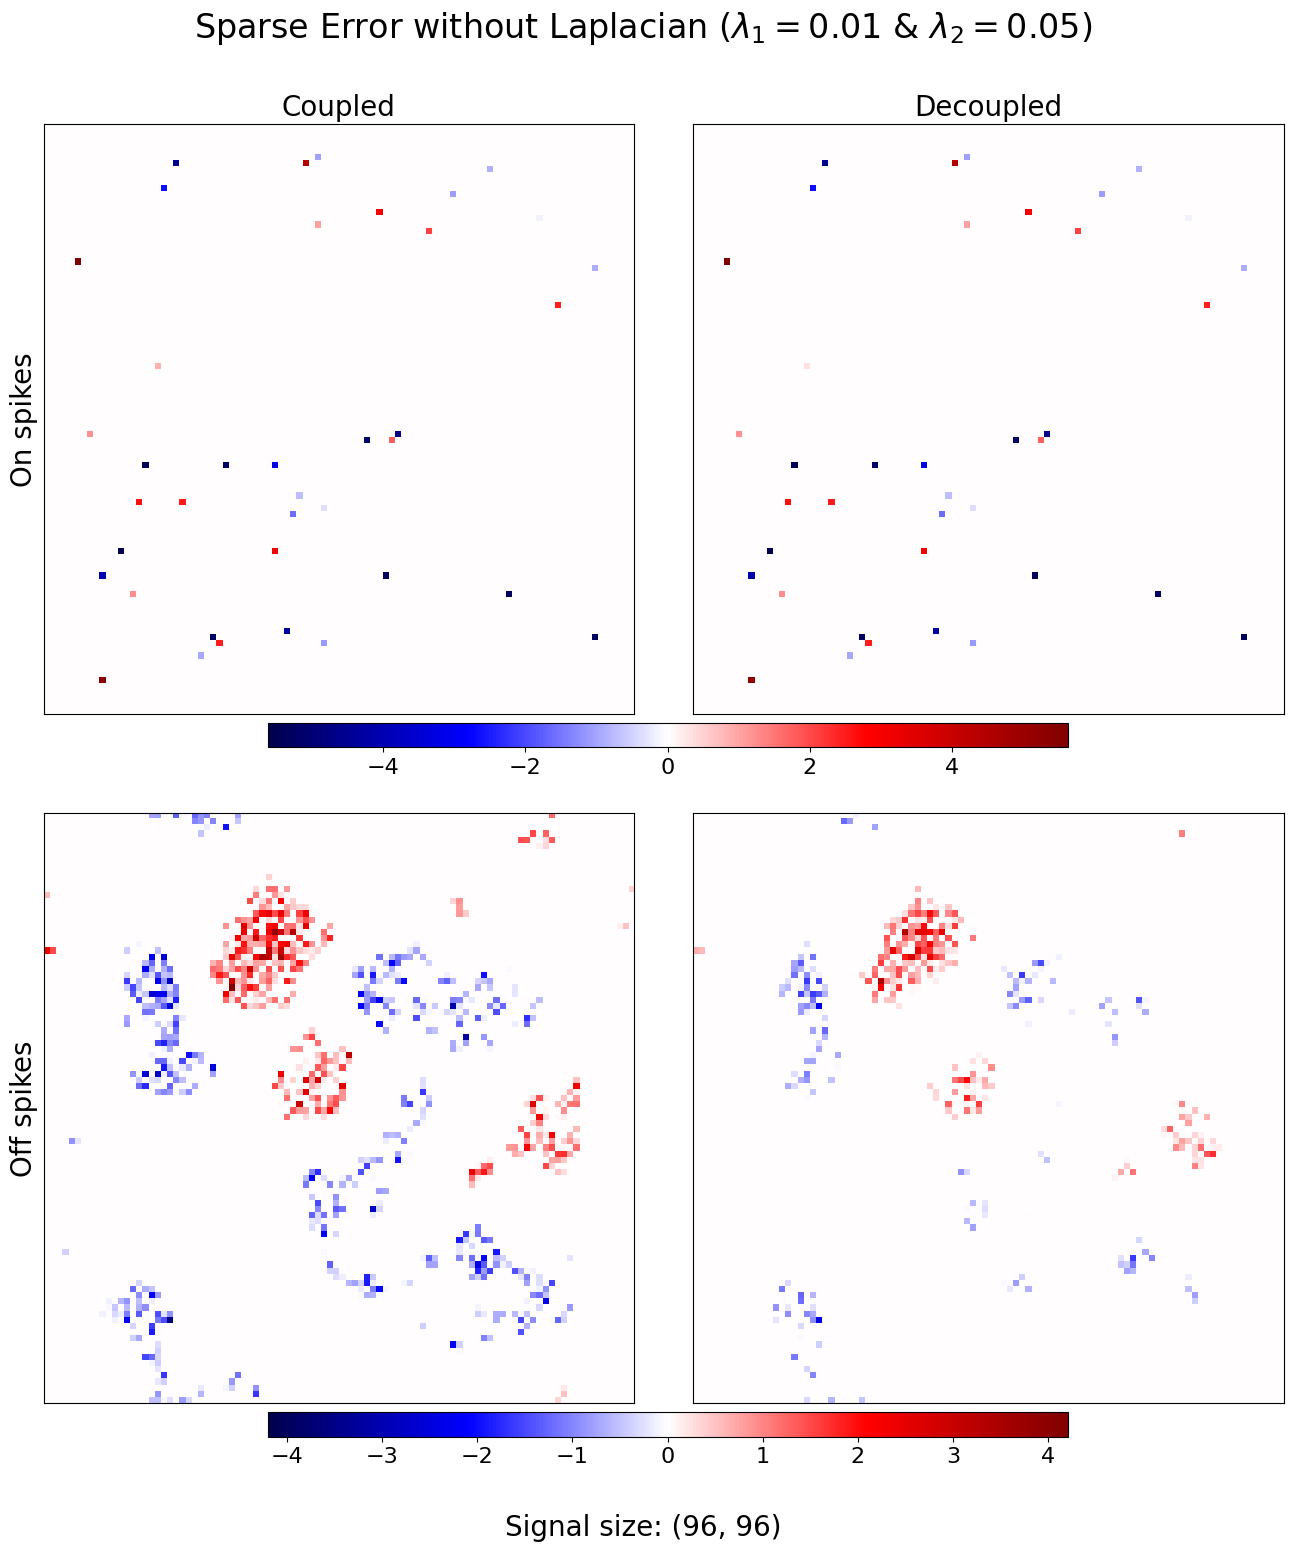 Sparse Error without Laplacian (λ₁ = 0.01 & λ₂ = 0.05)
Coupled Decoupled
On spikes
−4 −2 0 2 4
Off spikes
−4 −3 −2 −1 0 1 2 3 4
Signal size: (96, 96)